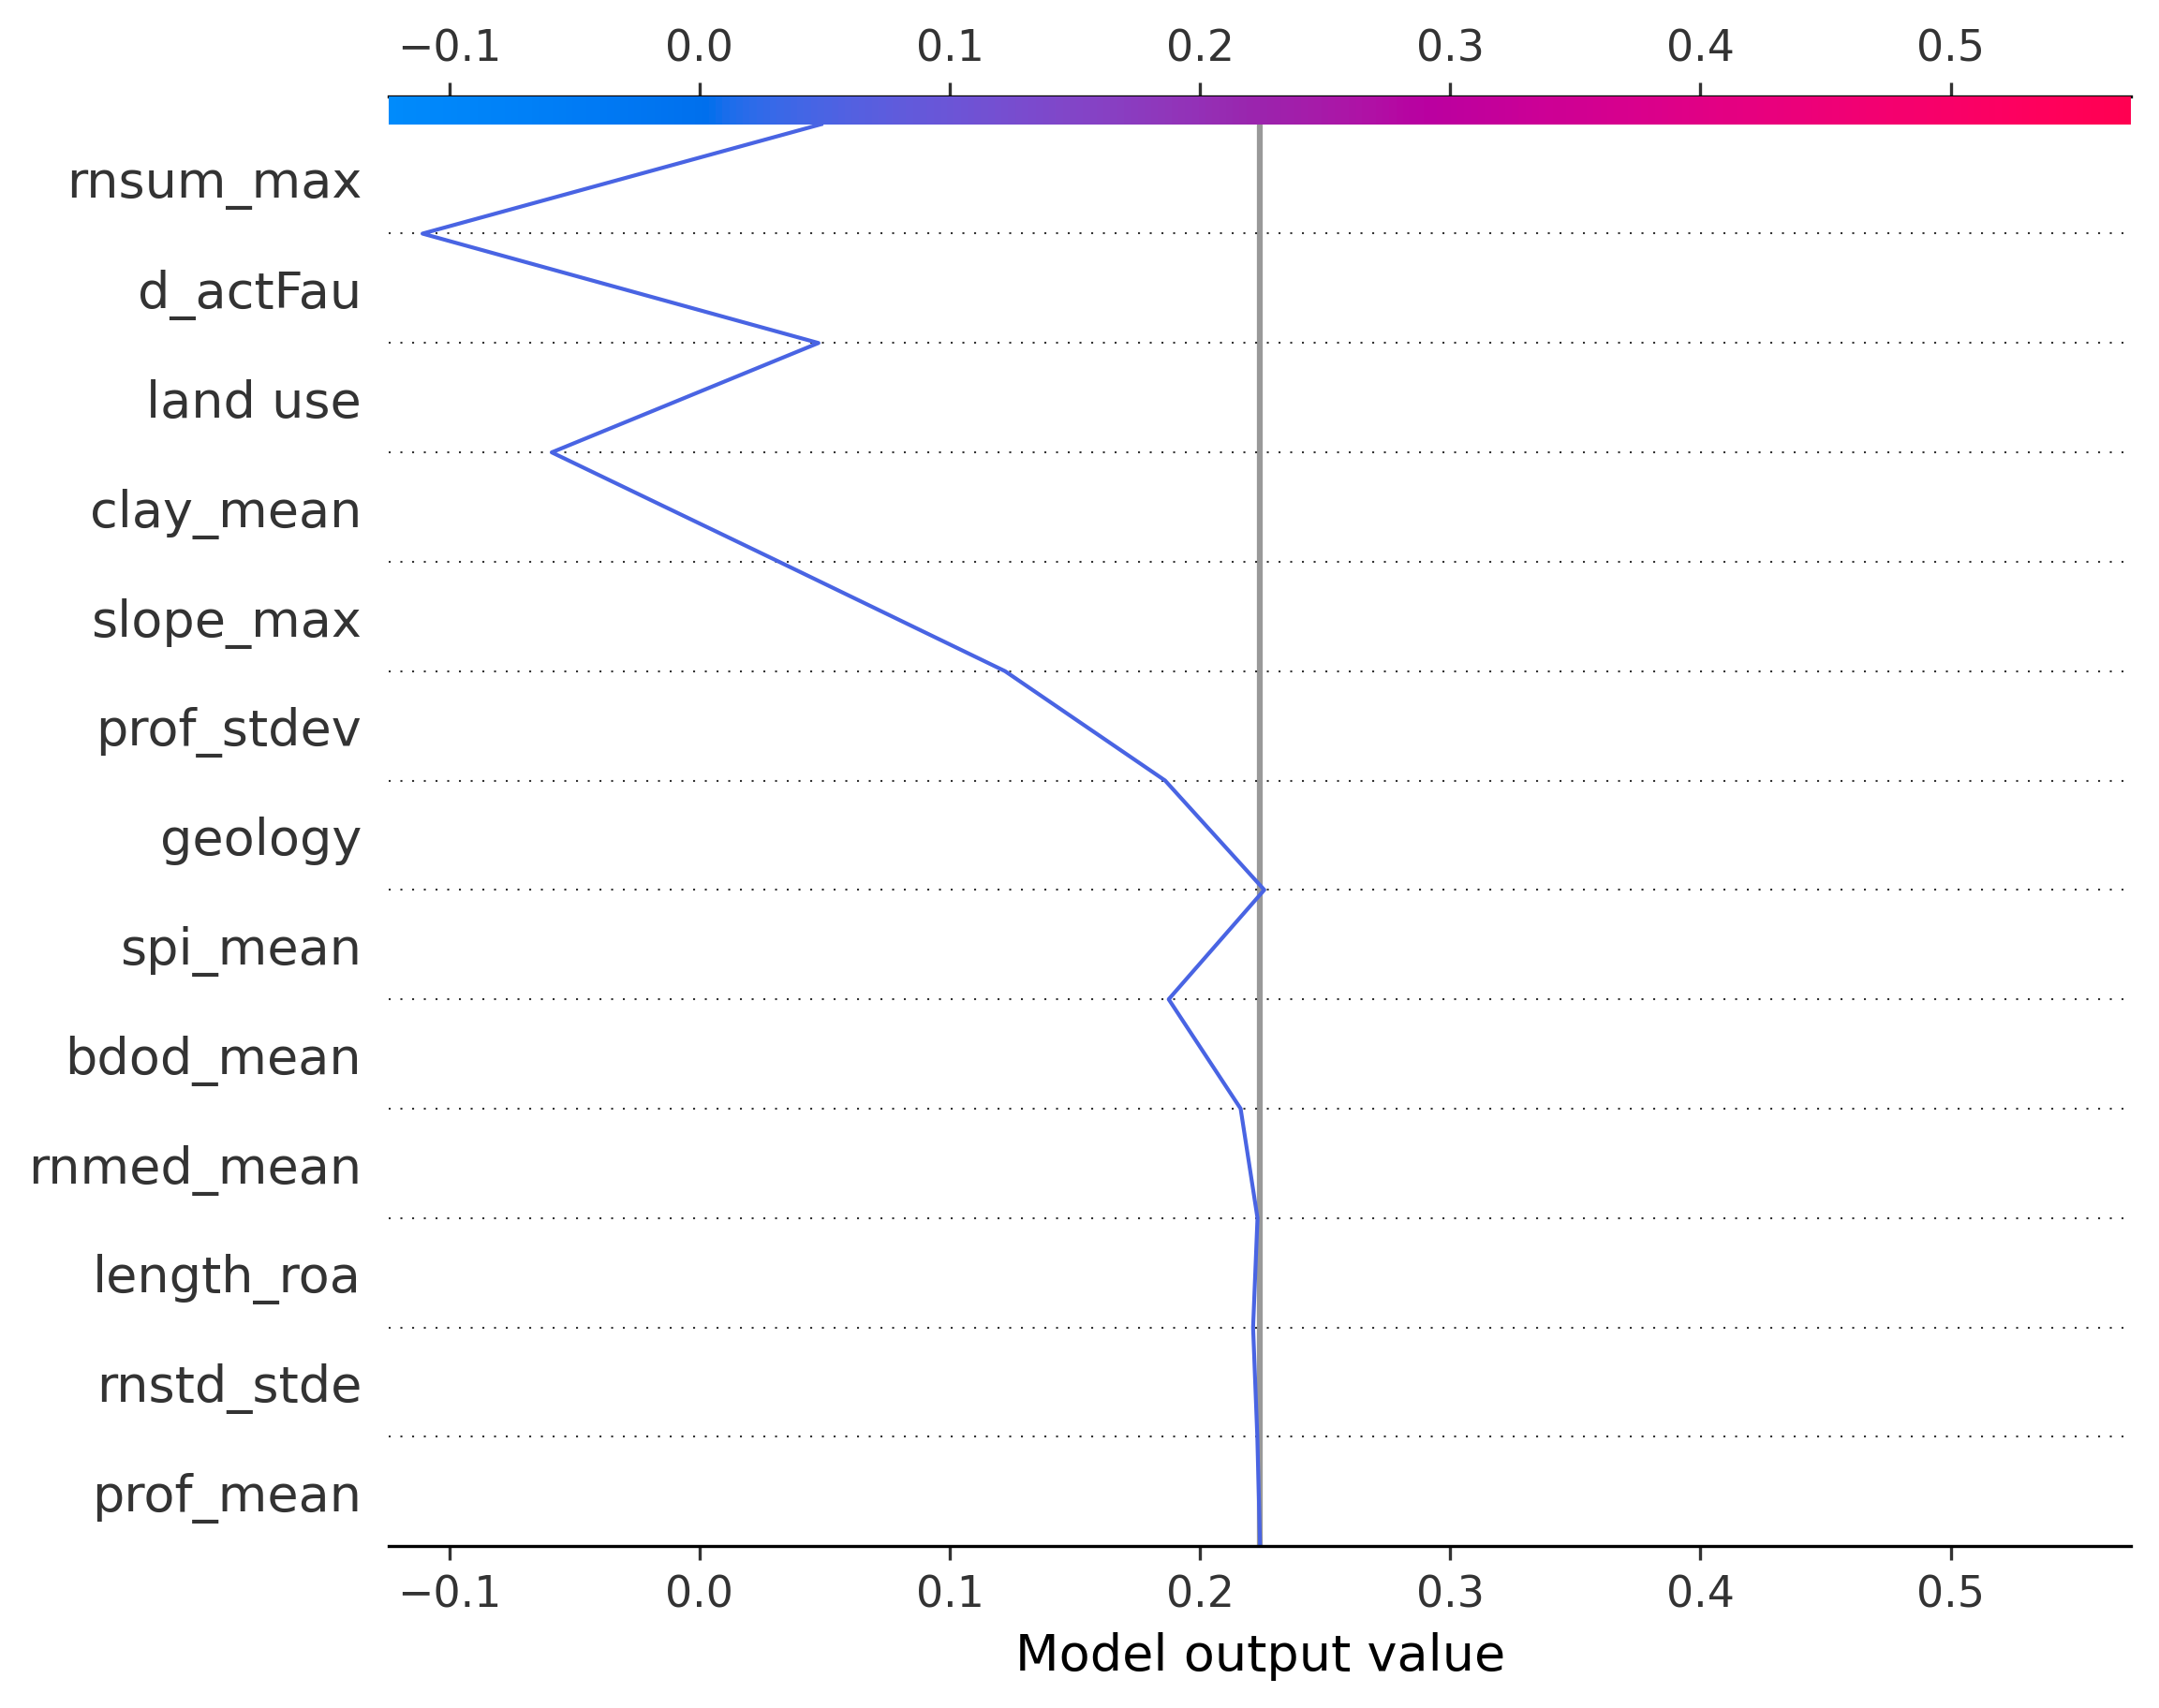 −0.1 0.0 0.1 0.2 0.3 0.4 0.5
rnsum_max
d_actFau
land use
clay_mean
slope_max
prof_stdev
geology
spi_mean
bdod_mean
rnmed_mean
length_roa
rnstd_stde
prof_mean
−0.1 0.0 0.1 0.2 0.3 0.4 0.5
Model output value